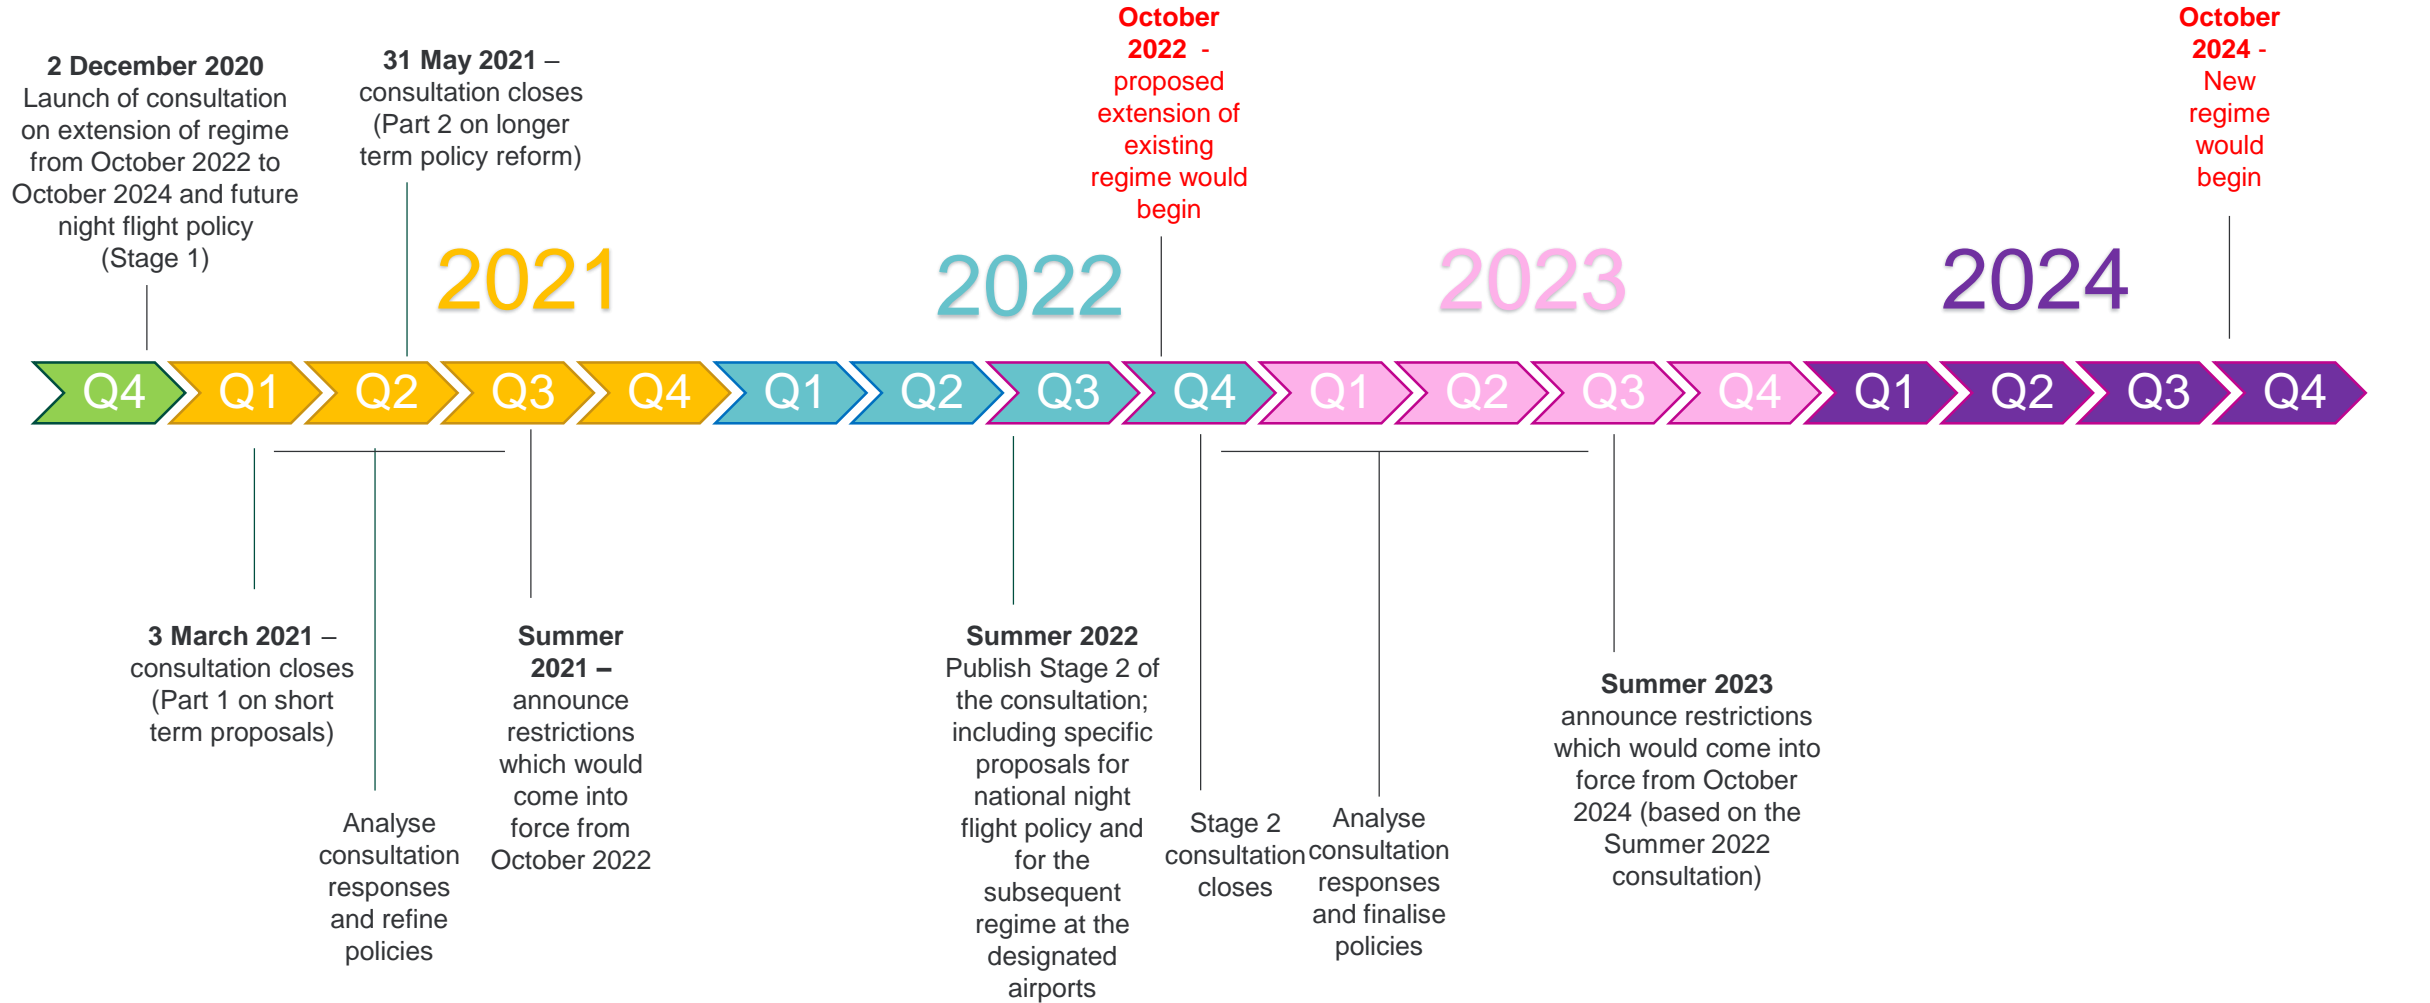 2 December 2020
Launch of consultation
on extension of regime
from October 2022 to
October 2024 and future
night flight policy
(Stage 1)
31 May 2021 –
consultation closes
(Part 2 on longer
term policy reform)
October
2022 -
proposed
extension of
existing
regime would
begin
October
2024 -
New
regime
would
begin
2021
2022
2023
2024
Q4
Q1
Q2
Q3
Q4
Q1
Q2
Q3
Q4
Q1
Q2
Q3
Q4
Q1
Q2
Q3
Q4
3 March 2021 –
consultation closes
(Part 1 on short
term proposals)
Analyse
consultation
responses
and refine
policies
Summer
2021 –
announce
restrictions
which would
come into
force from
October 2022
Summer 2022
Publish Stage 2 of
the consultation;
including specific
proposals for
national night
flight policy and
for the
subsequent
regime at the
designated
airports
Stage 2
consultation
closes
Analyse
consultation
responses
and finalise
policies
Summer 2023
announce restrictions
which would come into
force from October
2024 (based on the
Summer 2022
consultation)